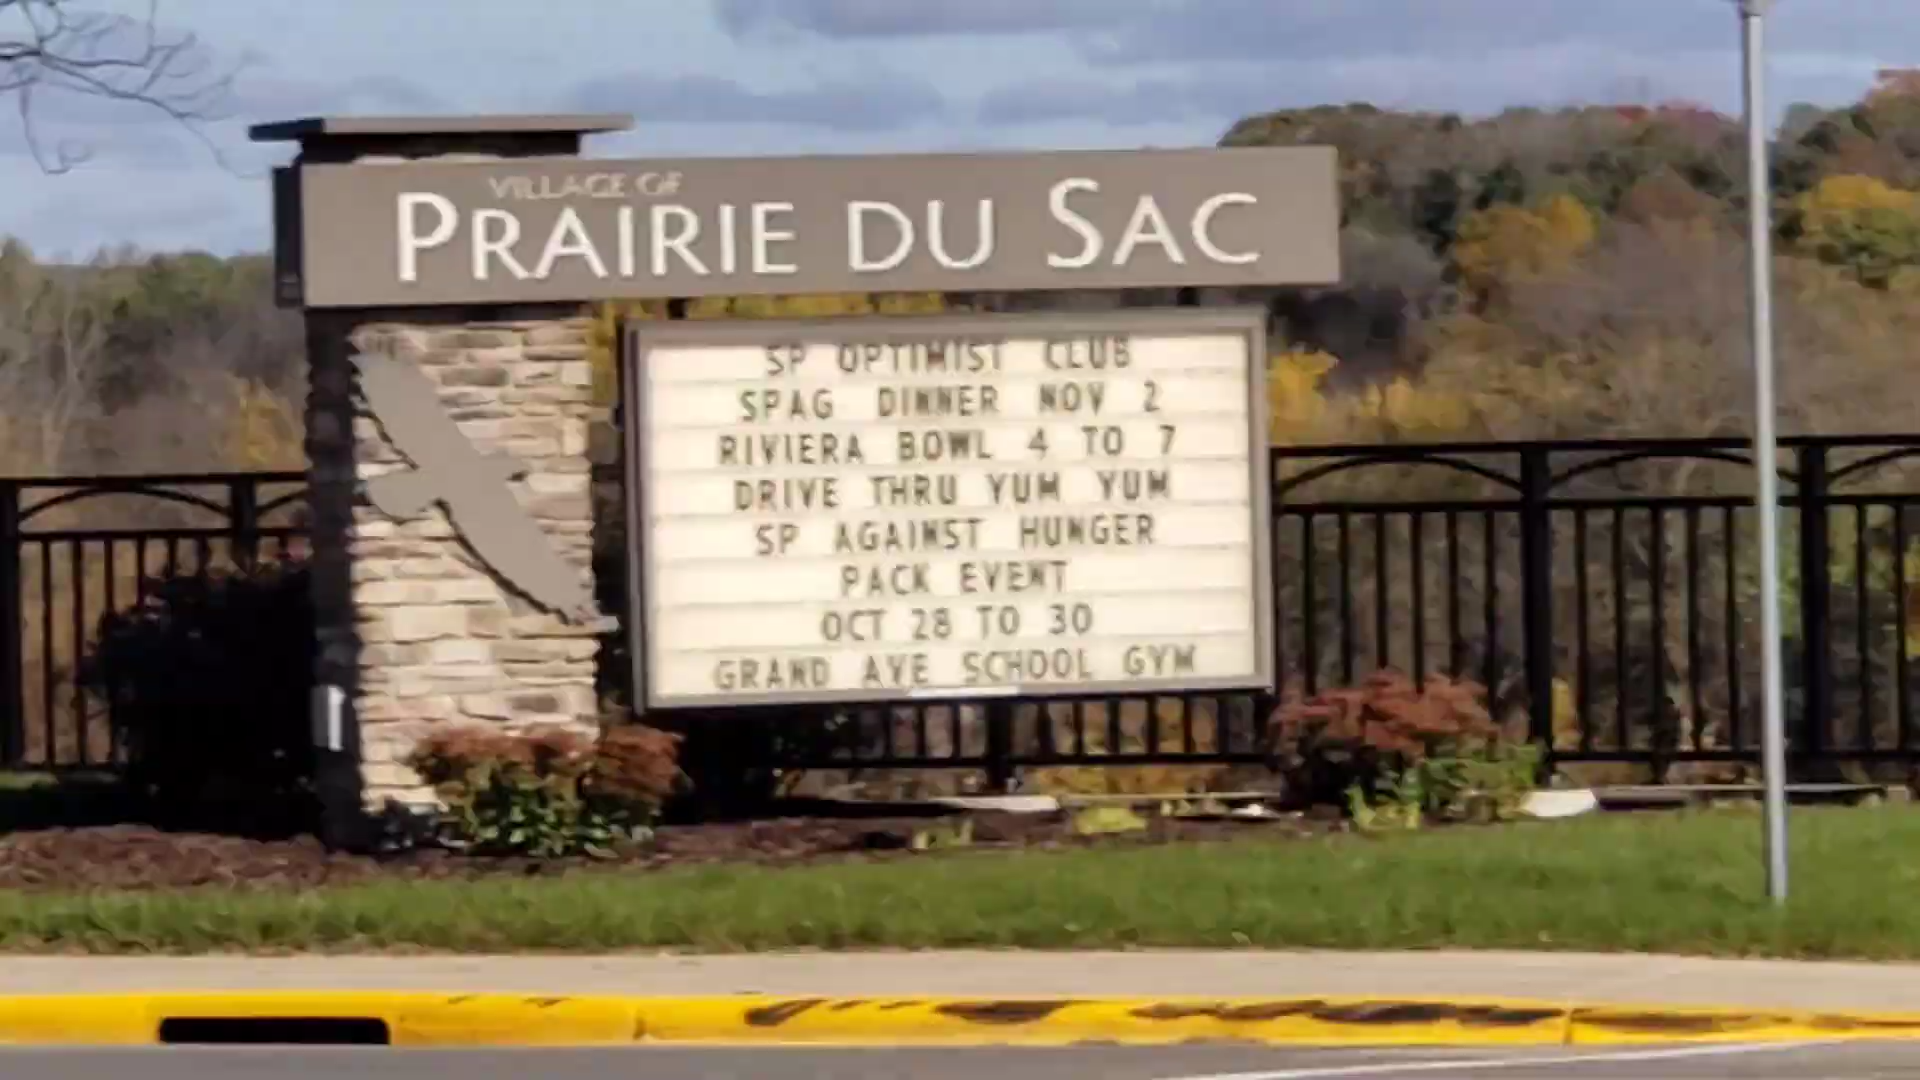 VILLAGE OF
PRAIRIE DU SAC
SP OPTIMIST CLUB
SPAG DINNER NOV 2
RIVIERA BOWL 4 TO 7
DRIVE THRU YUM YUM
SP AGAINST HUNGER
PACK EVENT
OCT 28 TO 30
GRAND AVE SCHOOL GYM